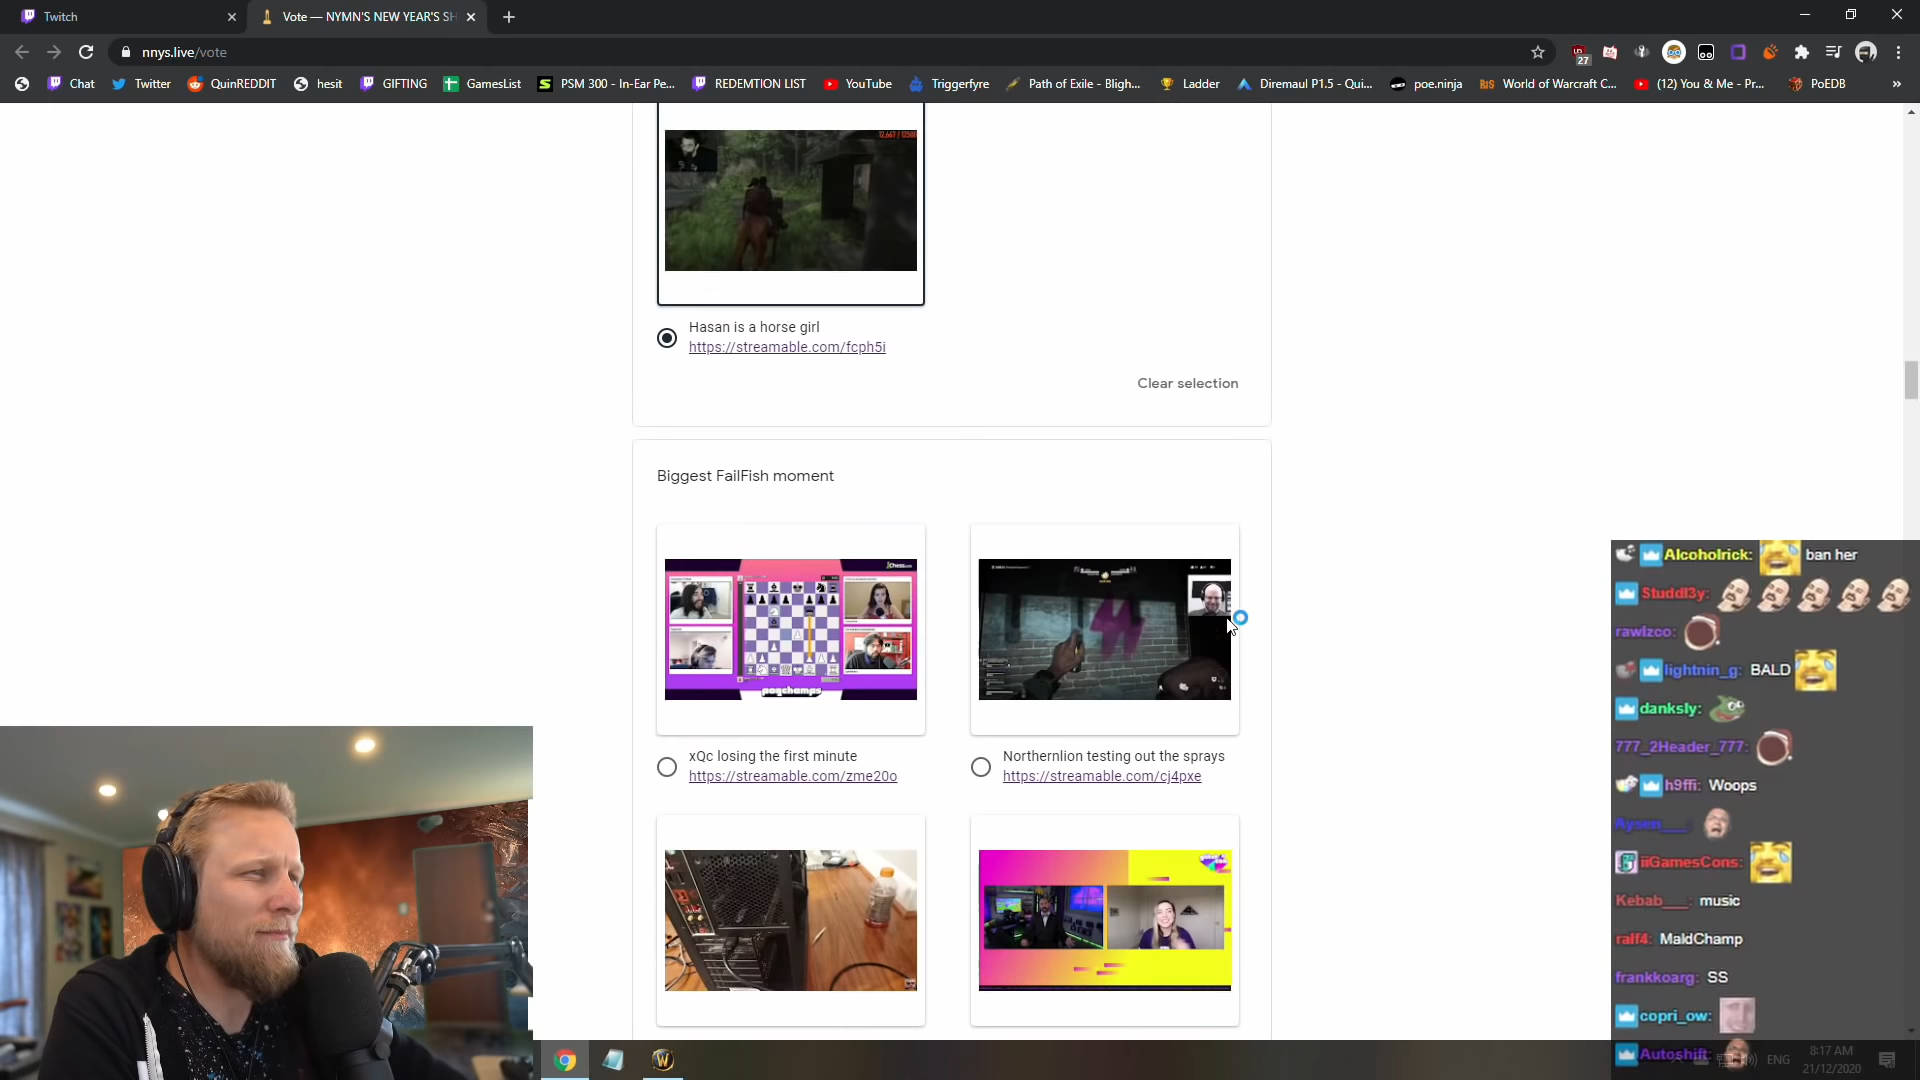 Twitch
Vote — NYMN'S NEW YEAR'S SH
nnys.live/vote
27
Chat
Twitter
QuinREDDIT
hesit
GIFTING
GamesList
PSM 300 - In-Ear Pe...
REDEMTION LIST
YouTube
Triggerfyre
Path of Exile - Bligh...
Ladder
Diremaul P1.5 - Qui...
poe.ninja
World of Warcraft C...
(12) You & Me - Pr...
PoEDB
Hasan is a horse girl
https://streamable.com/fcph5i
Clear selection
Biggest FailFish moment
pogchamps
xQc losing the first minute
https://streamable.com/zme20o
Northernlion testing out the sprays
https://streamable.com/cj4pxe
Alcoholrick: ban her
Studdl3y:
rawizco:
lightnin_g: BALD
danksly:
777_2Header_777:
h9ffi: Woops
Aysen___:
iiGamesCons:
Kebab___: music
ralf4: MaldChamp
frankkoarg: SS
copri_ow:
Autoshift:
ENG
8:17 AM
21/12/2020